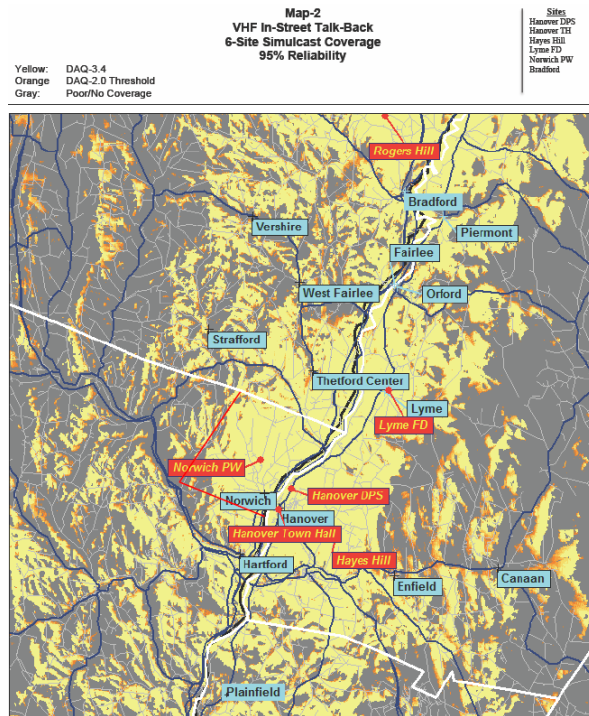 Map-2
VHF In-Street Talk-Back
6-Site Simulcast Coverage
95% Reliability
Sites
Hanover DPS
Hanover TH
Hayes Hill
Lyme FD
Norwich PW
Bradford
Yellow: DAQ-3.4
Orange DAQ-2.0 Threshold
Gray: Poor/No Coverage
Rogers Hill
Bradford
Vershire
Piermont
Fairlee
West Fairlee
Orford
Strafford
Thetford Center
Lyme
Lyme FD
Norwich PW
Hanover DPS
Norwich
Hanover
Hanover Town Hall
Hayes Hill
Hartford
Canaan
Enfield
Plainfield